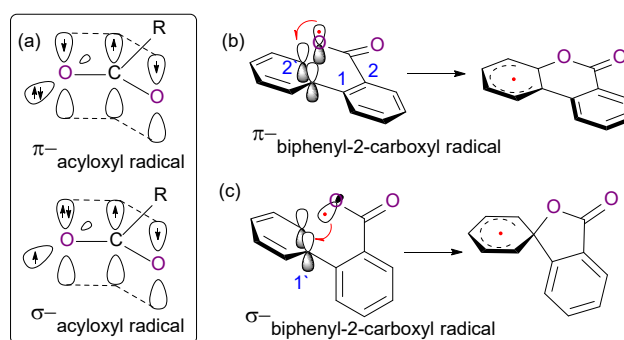 (a)
R
O
C
O
π– acyloxyl radical
R
O
C
O
σ– acyloxyl radical
(b)
O
O
2`
1
2
π– biphenyl-2-carboxyl radical
O
O
(c)
O
O
1`
σ– biphenyl-2-carboxyl radical
O
O